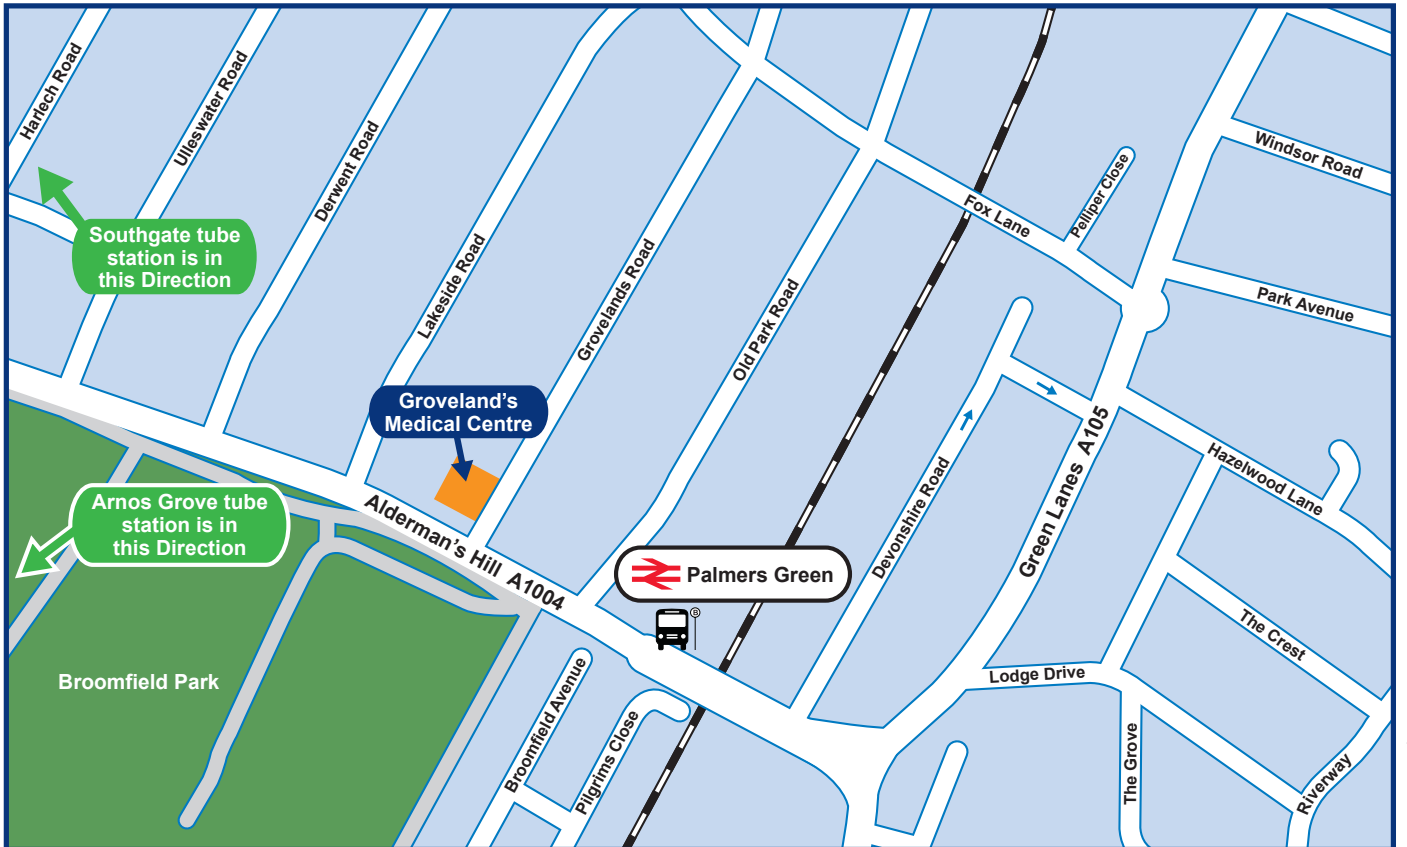 Harlech Road
Ulleswater Road
Derwent Road
Southgate tube
station is in
this Direction
Lakeside Road
Grovelands Road
Old Park Road
Fox Lane
Pelliper Close
Windsor Road
Park Avenue
Groveland's
Medical Centre
Alderman's Hill A1004
Arnos Grove tube
station is in
this Direction
Palmers Green
B
Devonshire Road
Green Lanes A105
Hazelwood Lane
The Crest
Lodge Drive
Broomfield Park
Broomfield Avenue
Pilgrims Close
The Grove
Riverway